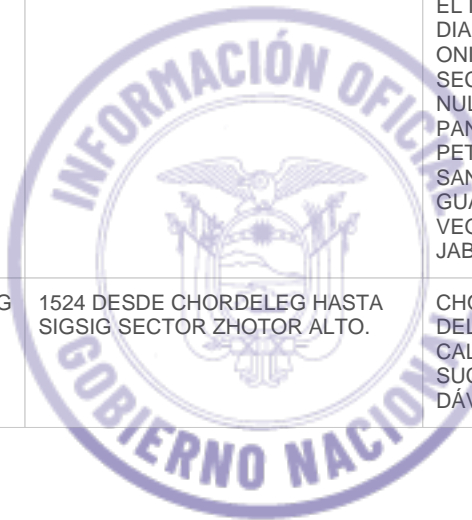 EL
DIA
ONI
SEC
NUL
PAN
PET
SAN
GUA
VEC
JAB
INFORMACIÓN OFICIAL
G
1524 DESDE CHORDELEG HASTA
SIGSIG SECTOR ZHOTOR ALTO.
CHO
DEL
CAL
SUC
DÁV
GOBIERNO NACIONAL